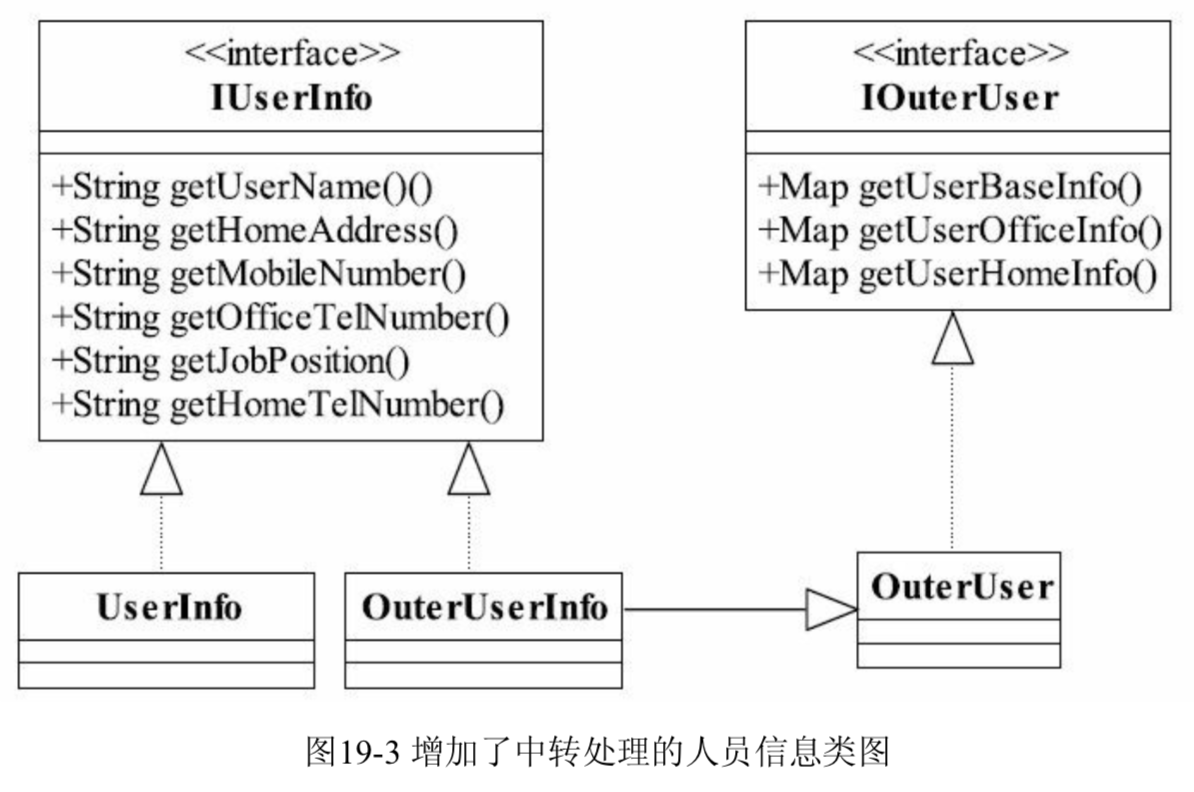 <<interface>>
IUserInfo
+String getUserName()()
+String getHomeAddress()
+String getMobileNumber()
+String getOfficeTelNumber()
+String getJobPosition()
+String getHomeTelNumber()
<<interface>>
IOuterUser
+Map getUserBaseInfo()
+Map getUserOfficeInfo()
+Map getUserHomeInfo()
UserInfo
OuterUserInfo
OuterUser
图19-3 增加了中转处理的人员信息类图